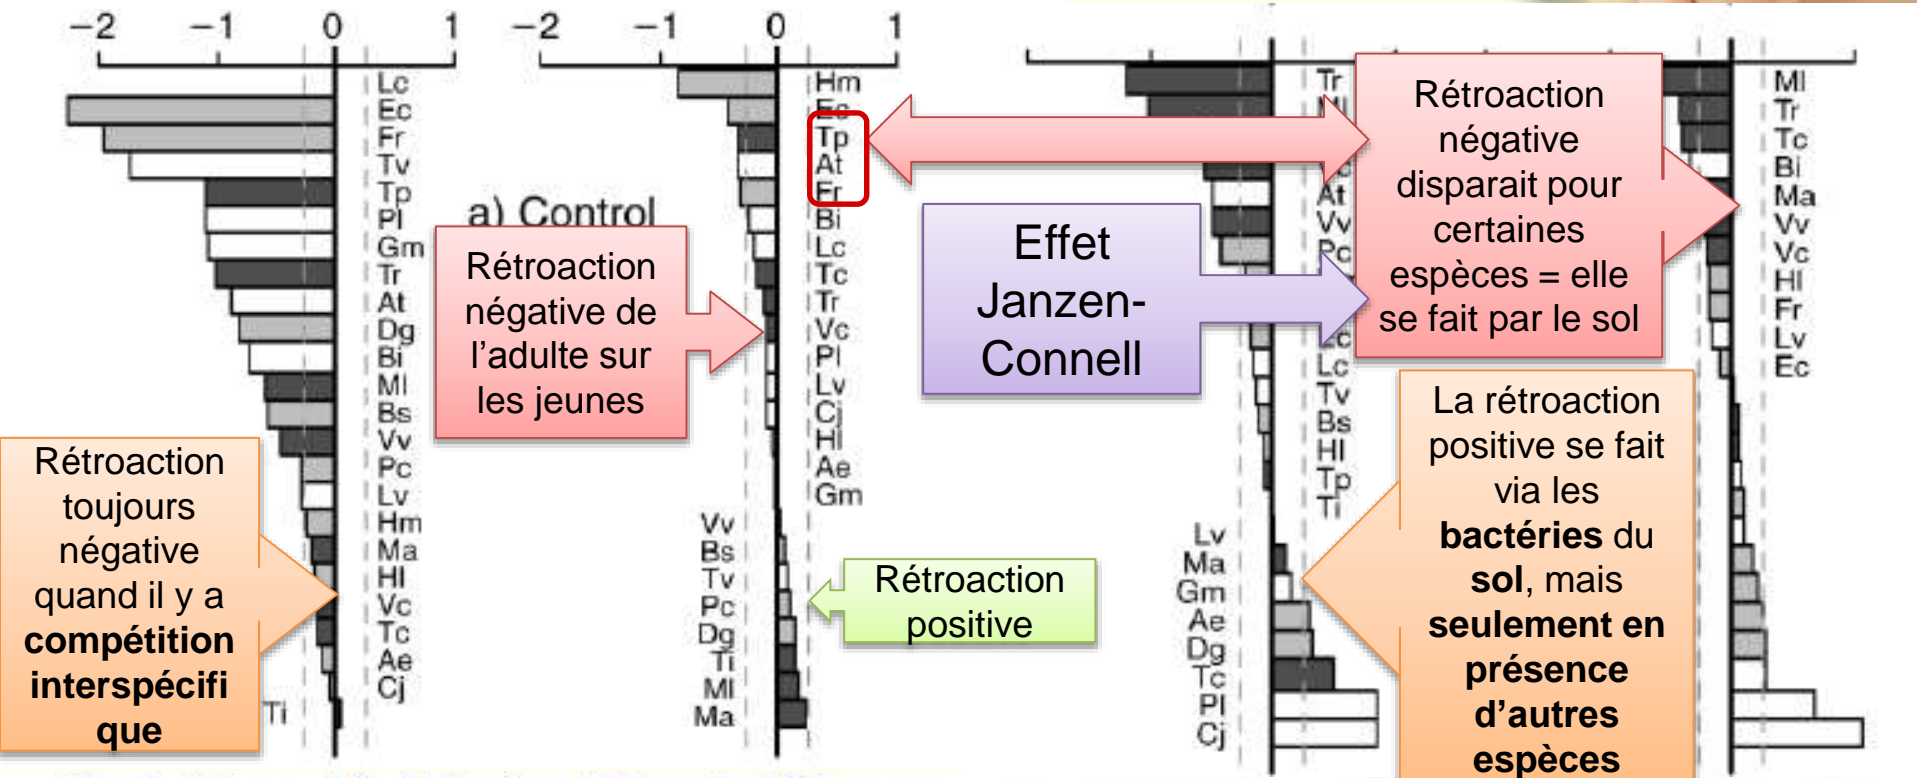 −2 −1 0 1
−2 −1 0 1
Lc
Ec
Fr
Tv
Tp
Pl
Gm
Tr
At
Dg
Bi
Ml
Bs
Vv
Pc
Lv
Hm
Ma
Hl
Vc
Tc
Ae
Cj
Ti
Rétroaction
toujours
négative
quand il y a
compétition
interspécifi
que
a) Control
Rétroaction
négative de
l’adulte sur
les jeunes
Hm
Ec
Tp
At
Fr
Bi
Lc
Tc
Tr
Vc
Pl
Lv
Cj
Hl
Ae
Gm
Vv
Bs
Tv
Pc
Dg
Ti
Ml
Ma
Rétroaction
positive
Effet
Janzen-
Connell
Tr
At
Vv
Pc
Ec
Lc
Tv
Bs
Hl
Tp
Ti
Lv
Ma
Gm
Ae
Dg
Tc
Pl
Cj
Rétroaction
négative
disparait pour
certaines
espèces = elle
se fait par le sol
La rétroaction
positive se fait
via les
bactéries du
sol, mais
seulement en
présence
d’autres
espèces
Ml
Tr
Tc
Bi
Ma
Vv
Vc
Hl
Fr
Lv
Ec